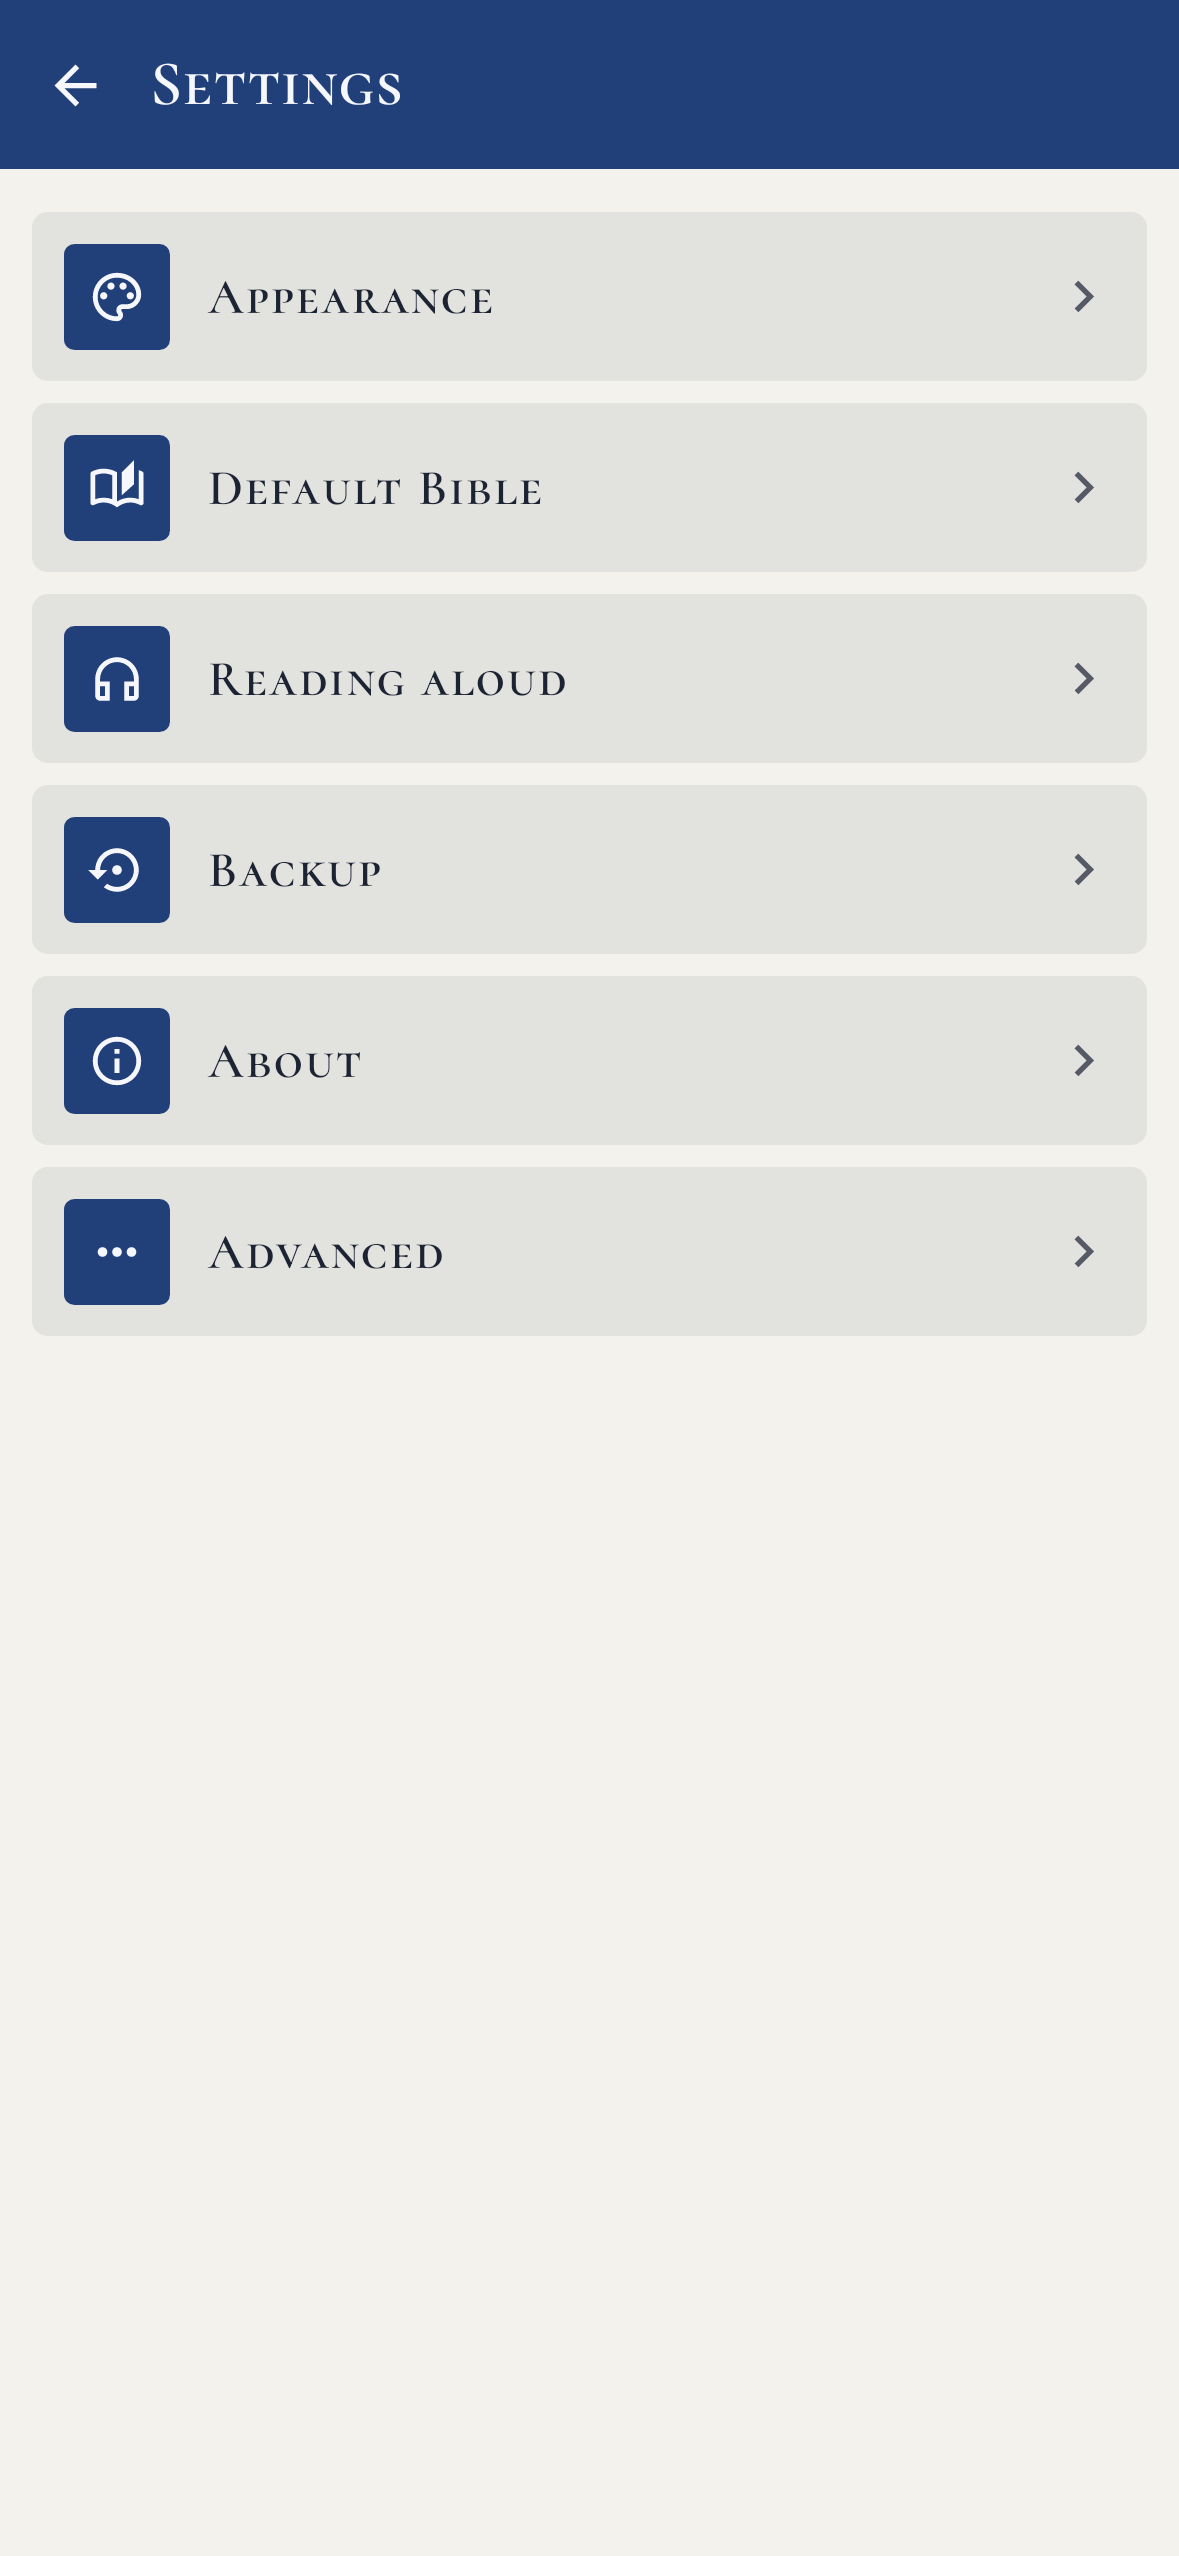 Settings
Appearance
Default Bible
Reading aloud
Backup
About
Advanced